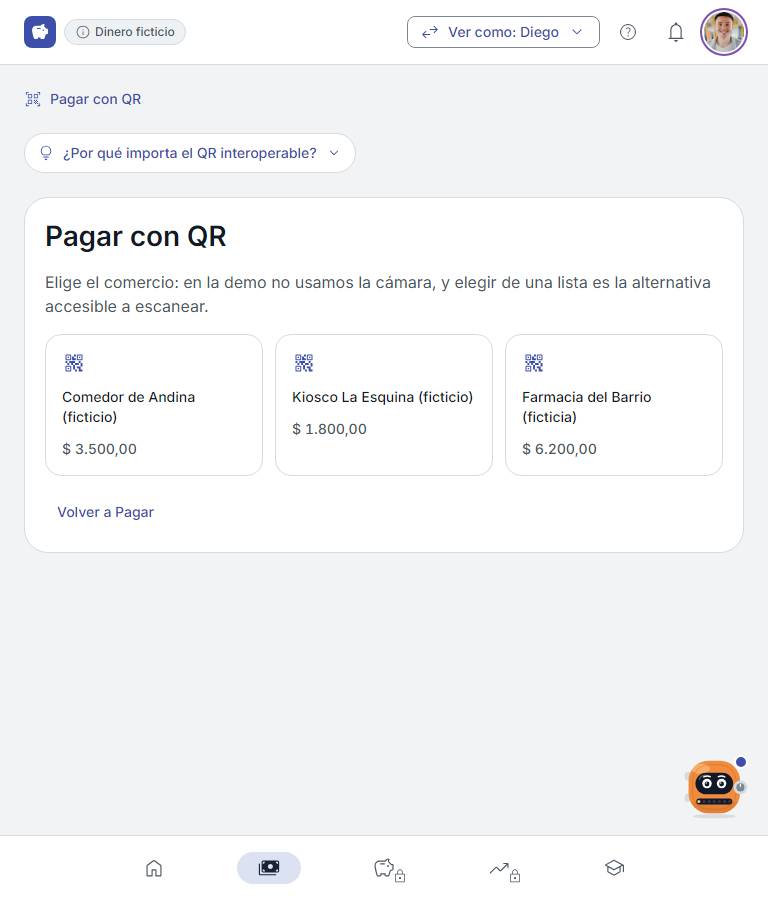 Dinero ficticio
Ver como: Diego
Pagar con QR
¿Por qué importa el QR interoperable?
Pagar con QR
Elige el comercio: en la demo no usamos la cámara, y elegir de una lista es la alternativa
accesible a escanear.
Comedor de Andina
(ficticio)
$ 3.500,00
Kiosco La Esquina (ficticio)
$ 1.800,00
Farmacia del Barrio
(ficticia)
$ 6.200,00
Volver a Pagar